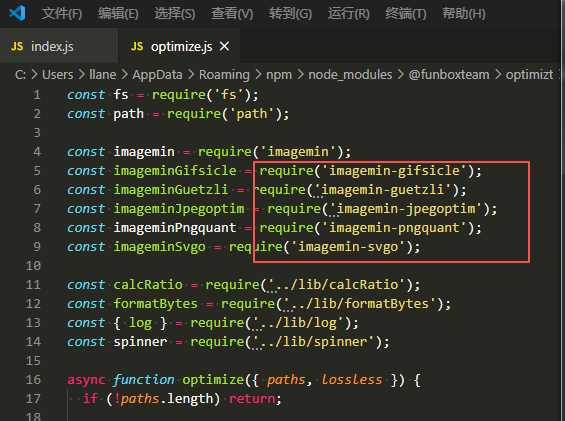 文件(F) 编辑(E) 选择(S) 查看(V) 转到(G) 运行(R) 终端(T) 帮助(H)
JS index.js JS optimize.js ×
C: > Users > llane > AppData > Roaming > npm > node_modules > @funboxteam > optimizt
1 const fs = require('fs');
2 const path = require('path');
3
4 const imagemin = require('imagemin');
5 const imageminGifsicle = require('imagemin-gifsicle');
6 const imageminGuetzli = require('imagemin-guetzli');
7 const imageminJpegoptim = require('imagemin-jpegoptim');
8 const imageminPngquant = require('imagemin-pngquant');
9 const imageminSvgo = require('imagemin-svgo');
10
11 const calcRatio = require('../lib/calcRatio');
12 const formatBytes = require('../lib/formatBytes');
13 const { log } = require('../lib/log');
14 const spinner = require('../lib/spinner');
15
16 async function optimize({ paths, lossless }) {
17 if (!paths.length) return;
18